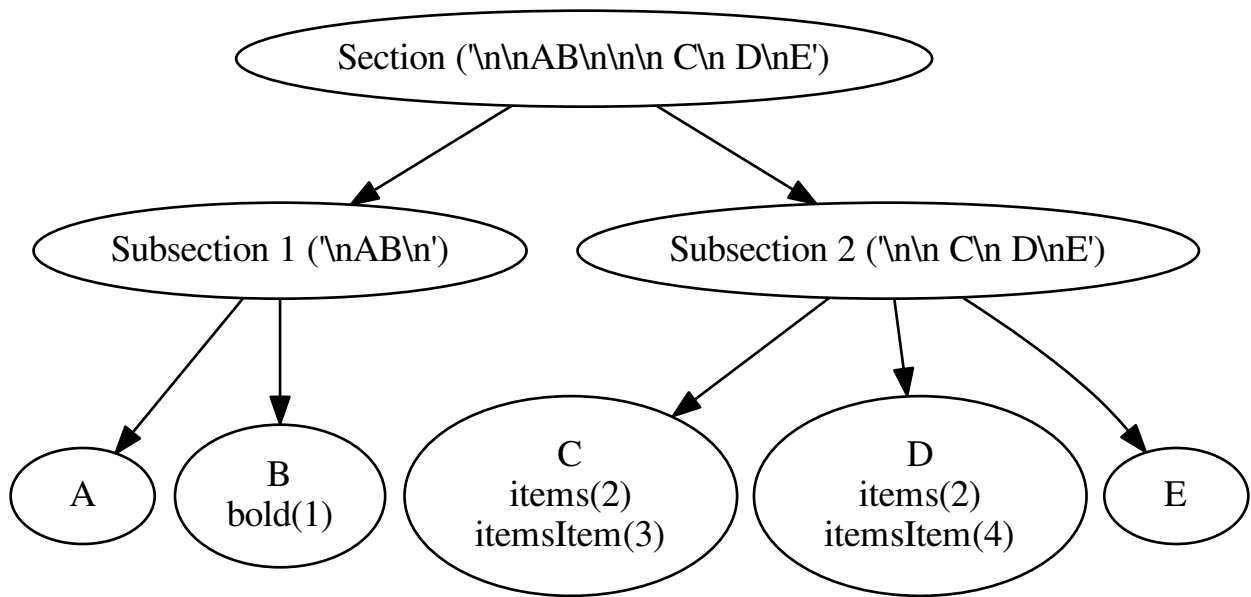 Section ('\n\nAB\n\n\n C\n D\nE')
Subsection 1 ('\nAB\n')
Subsection 2 ('\n\n C\n D\nE')
A
B
bold(1)
C
items(2)
itemsItem(3)
D
items(2)
itemsItem(4)
E